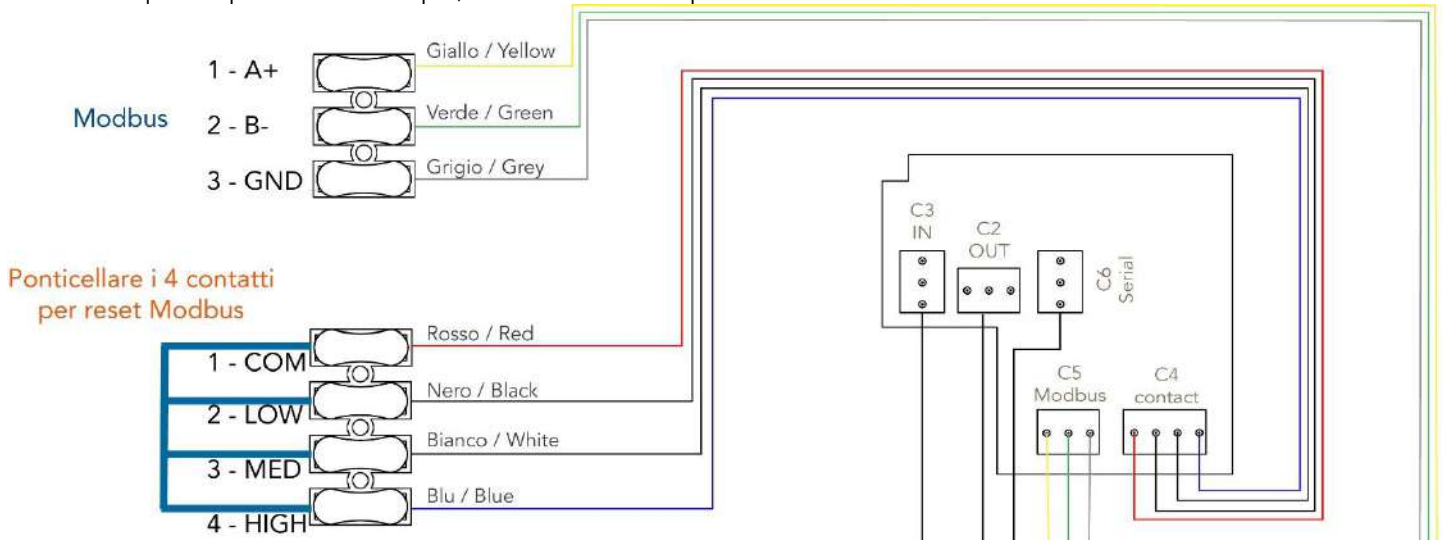 Giallo / Yellow
1 - A+
Modbus
Verde / Green
2 - B-
Grigio / Grey
3 - GND
C3
IN
C2
OUT
C6
Serial
Ponticellare i 4 contatti
per reset Modbus
Rosso / Red
1 - COM
Nero / Black
2 - LOW
Bianco / White
3 - MED
Blu / Blue
4 - HIGH
C5
Modbus
C4
contact